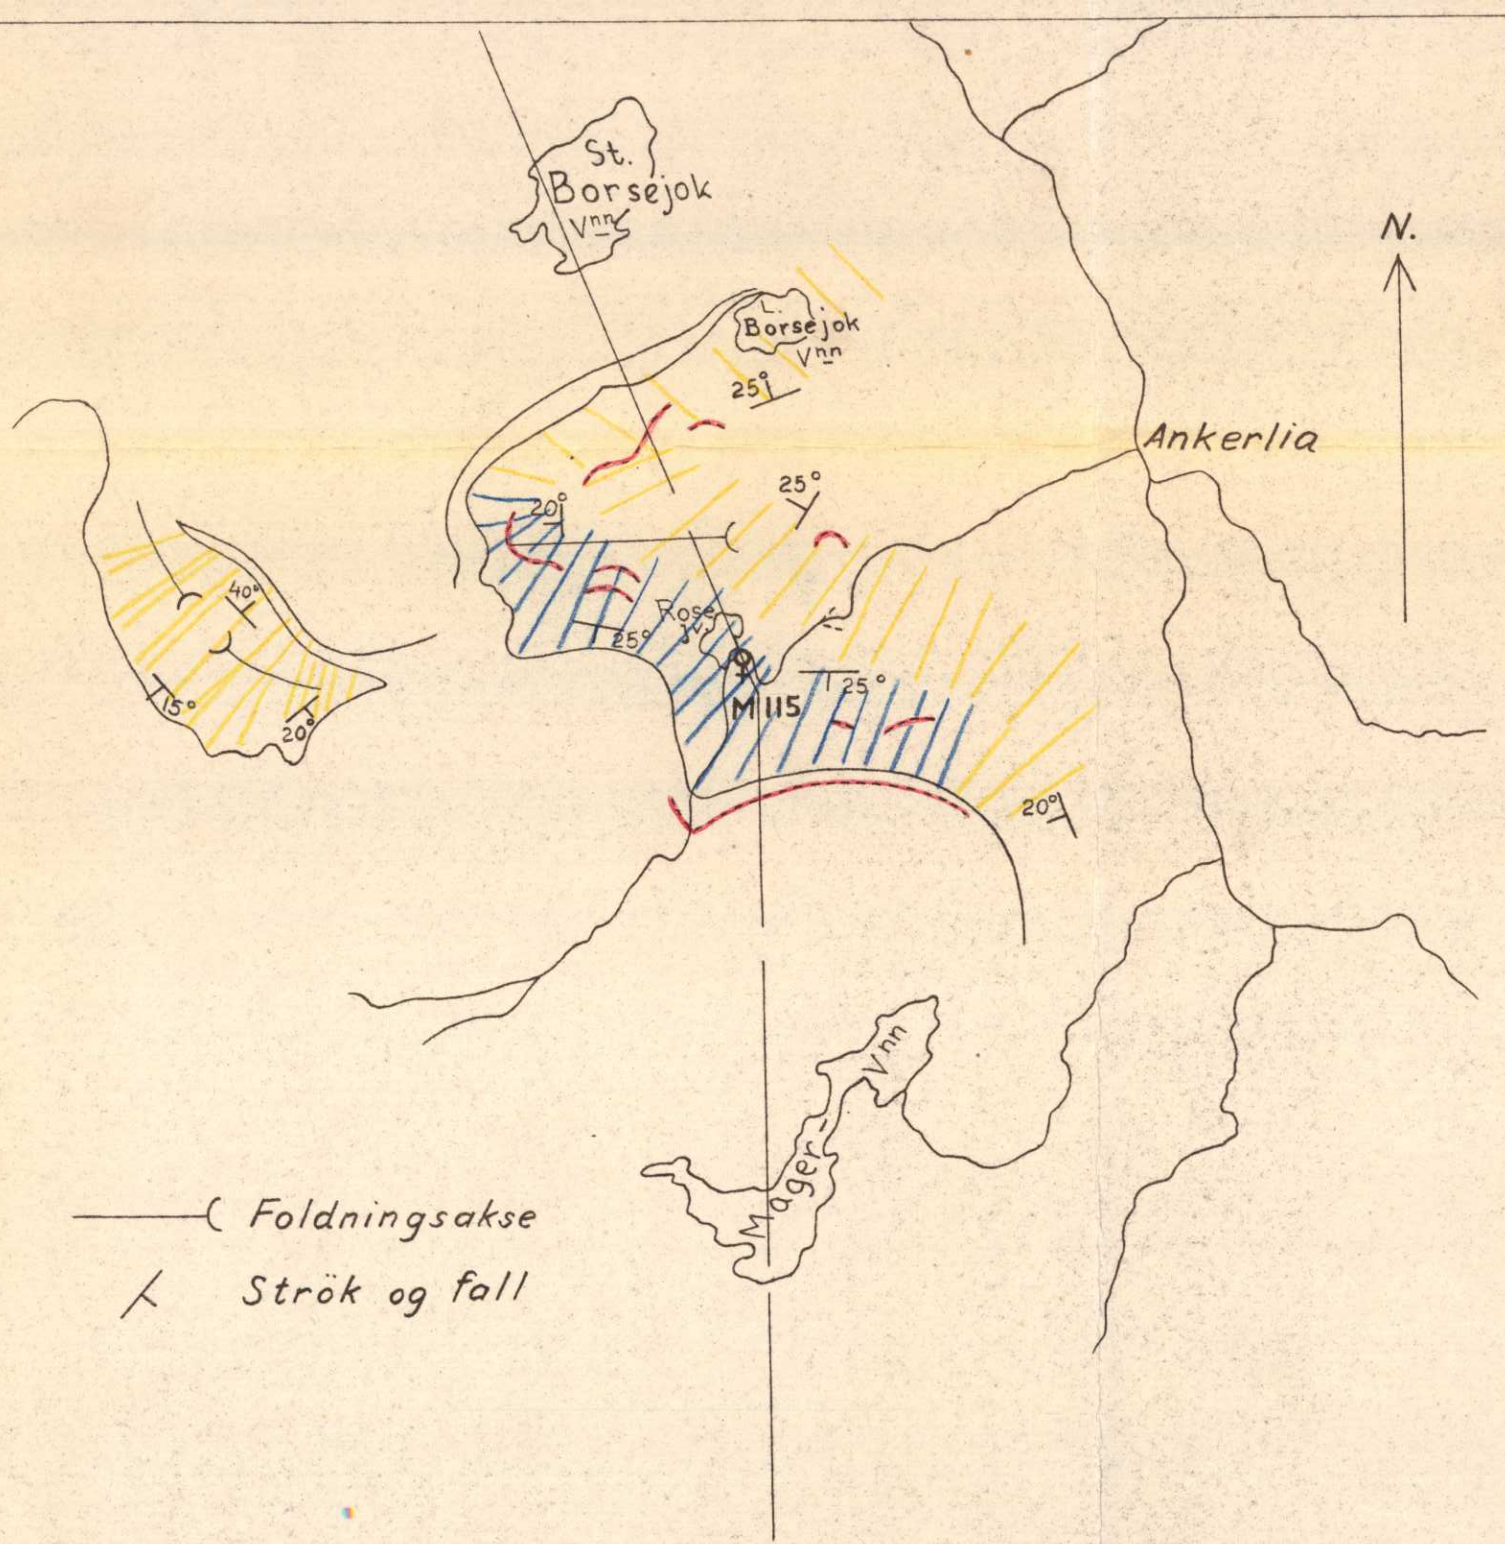 St.
Borsejok
Vnn
N.
L.
Borsejok
Vnn
25°
Ankerlia
25°
20°
40°
Rose
jv.
25°
25°
M 115
15°
20°
20°
Vnn
Mager-
Foldningsakse
Strök og fall